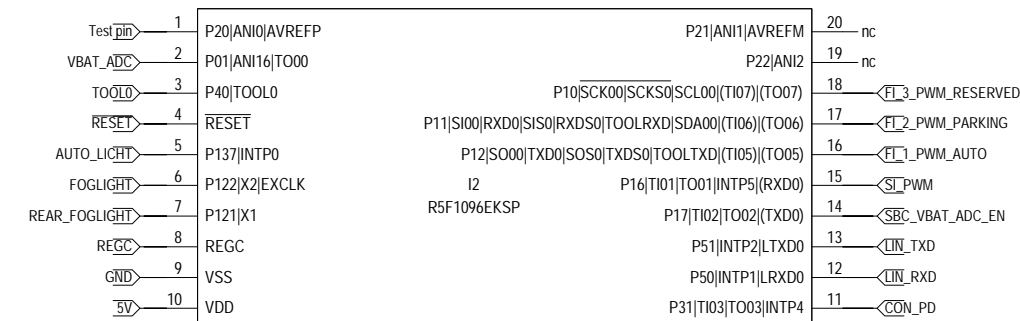 Test pin 1 P20|ANI0|AVREFP P21|ANI1|AVREFM 20 nc
VBAT_ADC 2 P01|ANI16|TO00 P22|ANI2 19 nc
TOOL0 3 P40|TOOL0 P10|SCK00|SCKS0|SCL00|(TI07)|(TO07) 18 FI_3_PWM_RESERVED
RESET 4 RESET P11|SI00|RXD0|SIS0|RXDS0|TOOLRXD|SDA00|(TI06)|(TO06) 17 FI_2_PWM_PARKING
AUTO_LICHT 5 P137|INTP0 P12|SO00|TXD0|SOS0|TXDS0|TOOLTXD|(TI05)|(TO05) 16 FI_1_PWM_AUTO
FOGLIGHT 6 P122|X2|EXCLK I2 P16|TI01|TO01|INTP5|(RXD0) 15 SI_PWM
REAR_FOGLIGHT 7 P121|X1 R5F1096EKSP P17|TI02|TO02|(TXD0) 14 SBC_VBAT_ADC_EN
REGC 8 REGC P51|INTP2|LTXD0 13 LIN_TXD
GND 9 VSS P50|INTP1|LRXD0 12 LIN_RXD
5V 10 VDD P31|TI03|TO03|INTP4 11 CON_PD